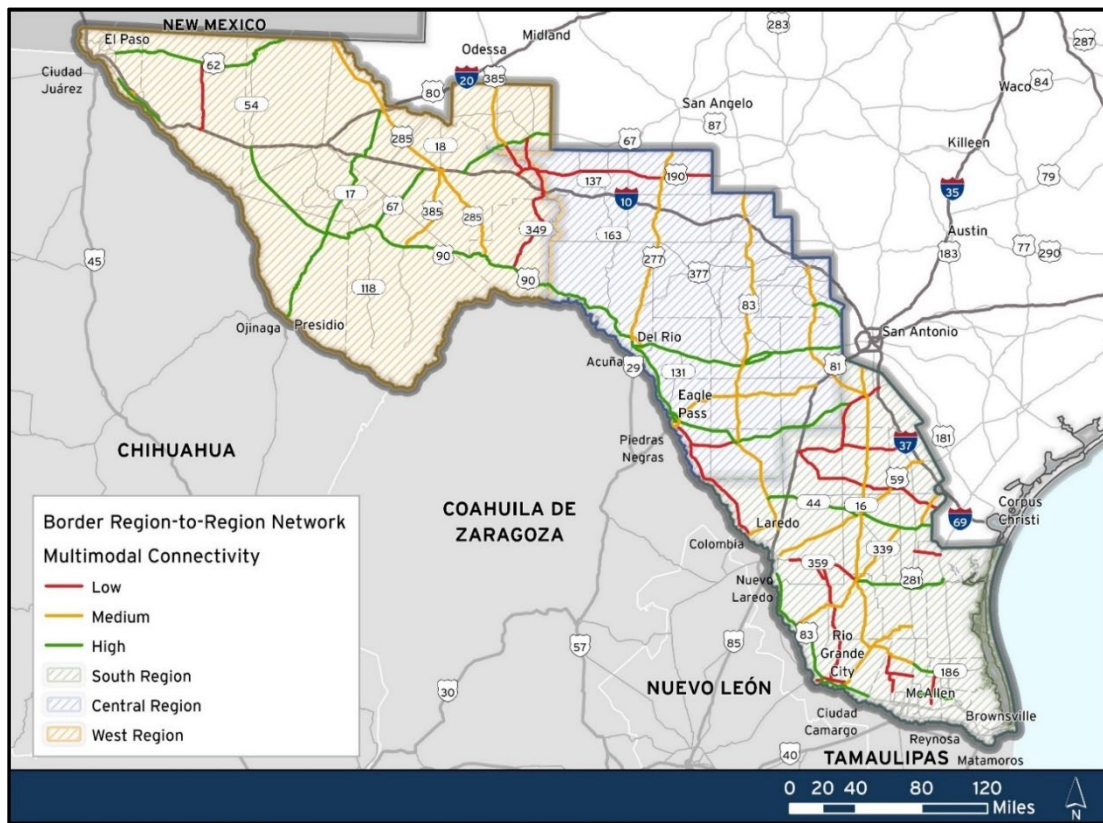 NEW MEXICO
El Paso
Ciudad
Juárez
62
54
Odessa
Midland
20
385
80
283
287
Waco
84
San Angelo
87
67
Killeen
285
18
137
190
79
10
35
17
67
385
285
349
163
Austin
183
77
290
45
90
277
377
118
90
83
Ojinaga
Presidio
Del Rio
San Antonio
Acuña
29
131
81
Eagle
Pass
CHIHUAHUA
Piedras
Negras
37
181
59
COAHUILA DE
ZARAGOZA
44
16
Corpus
Christi
69
Laredo
Colombia
339
359
281
Nuevo
Laredo
57
85
83
Rio
Grande
City
186
30
NUEVO LEÓN
McAllen
Ciudad
Camargo
Brownsville
Reynosa
40
TAMAULIPAS
Matamoros
Border Region-to-Region Network
Multimodal Connectivity
Low
Medium
High
South Region
Central Region
West Region
0 20 40 80 120
Miles
N